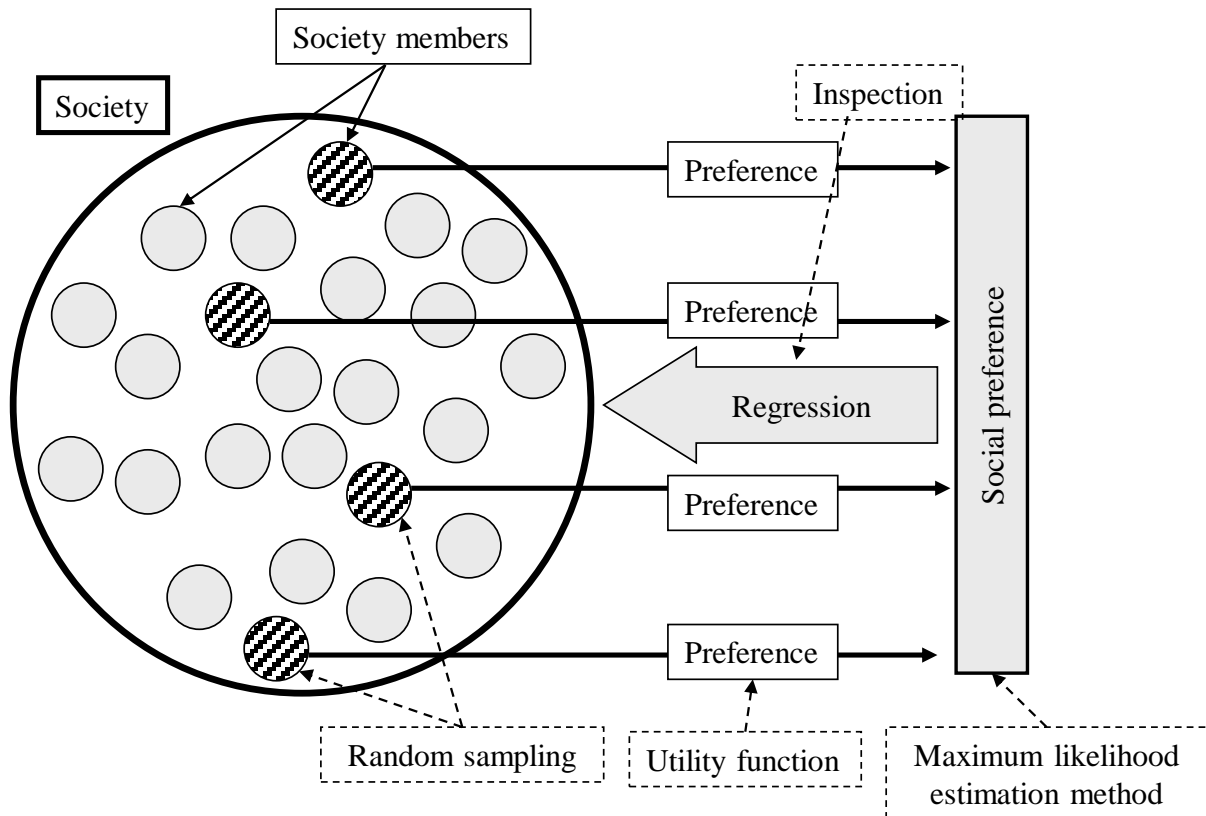 Society members
Society
Inspection
Preference
Preference
Regression
Social preference
Preference
Preference
Random sampling
Utility function
Maximum likelihood
estimation method